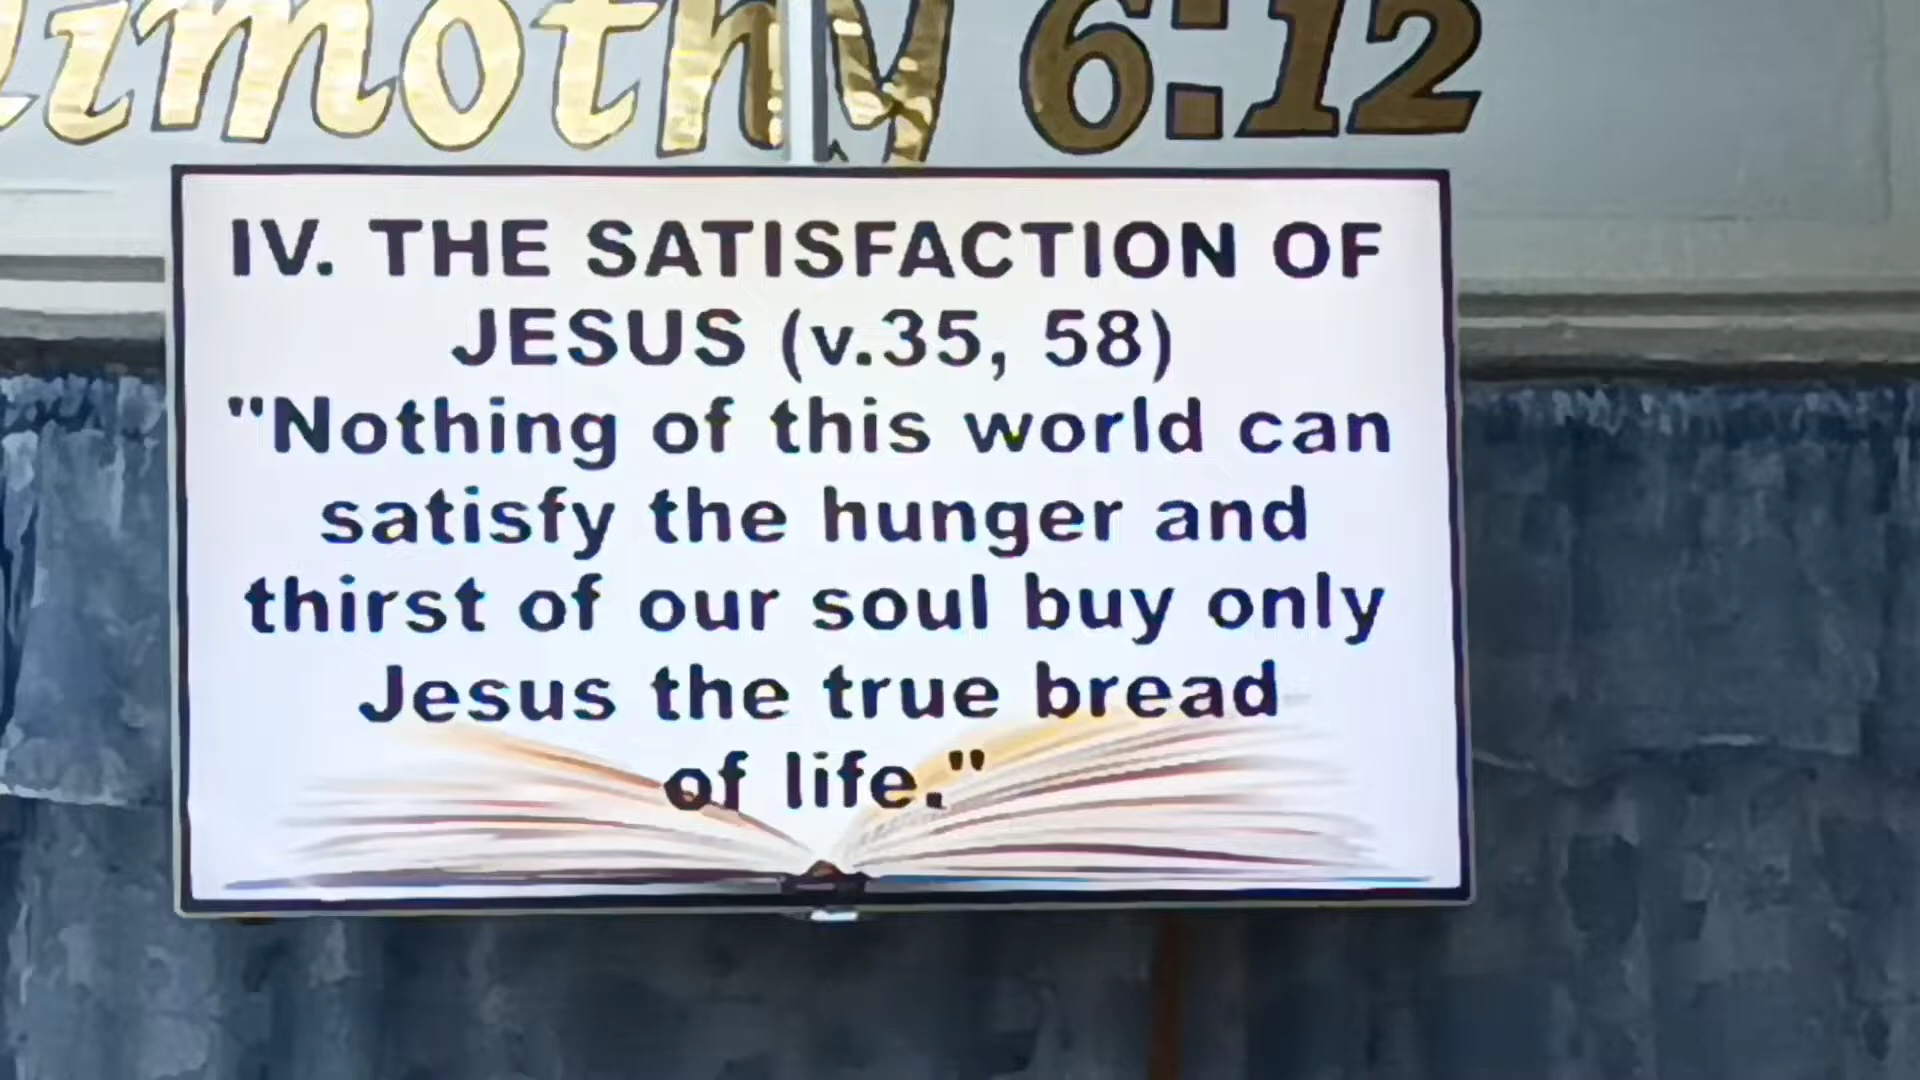 Timothy 6:12
IV. THE SATISFACTION OF
JESUS (v.35, 58)
"Nothing of this world can
satisfy the hunger and
thirst of our soul buy only
Jesus the true bread
of life."